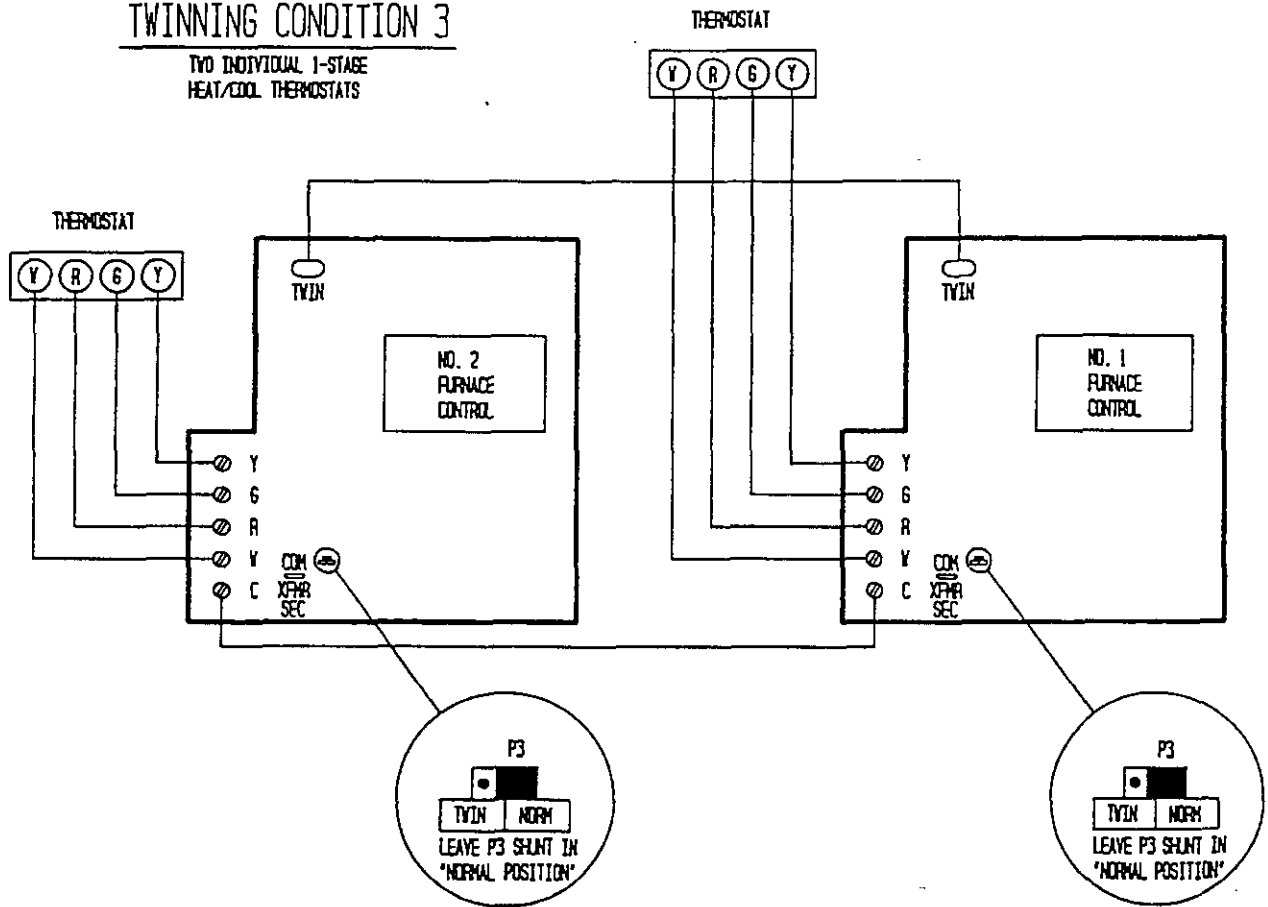 TWINNING CONDITION 3
TWO INDIVIDUAL 1-STAGE
HEAT/COOL THERMOSTATS
THERMOSTAT
W R G Y
THERMOSTAT
W R G Y
TWIN
NO. 2
FURNACE
CONTROL
Y
G
R
W
C
COM
XFMR
SEC
TWIN
NO. 1
FURNACE
CONTROL
Y
G
R
W
C
COM
XFMR
SEC
P3
TWIN NORM
LEAVE P3 SHUNT IN
"NORMAL POSITION"
P3
TWIN NORM
LEAVE P3 SHUNT IN
"NORMAL POSITION"